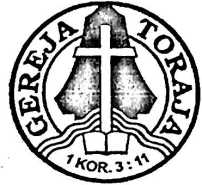 GEREJA TORAJA
1 KOR. 3 : 11